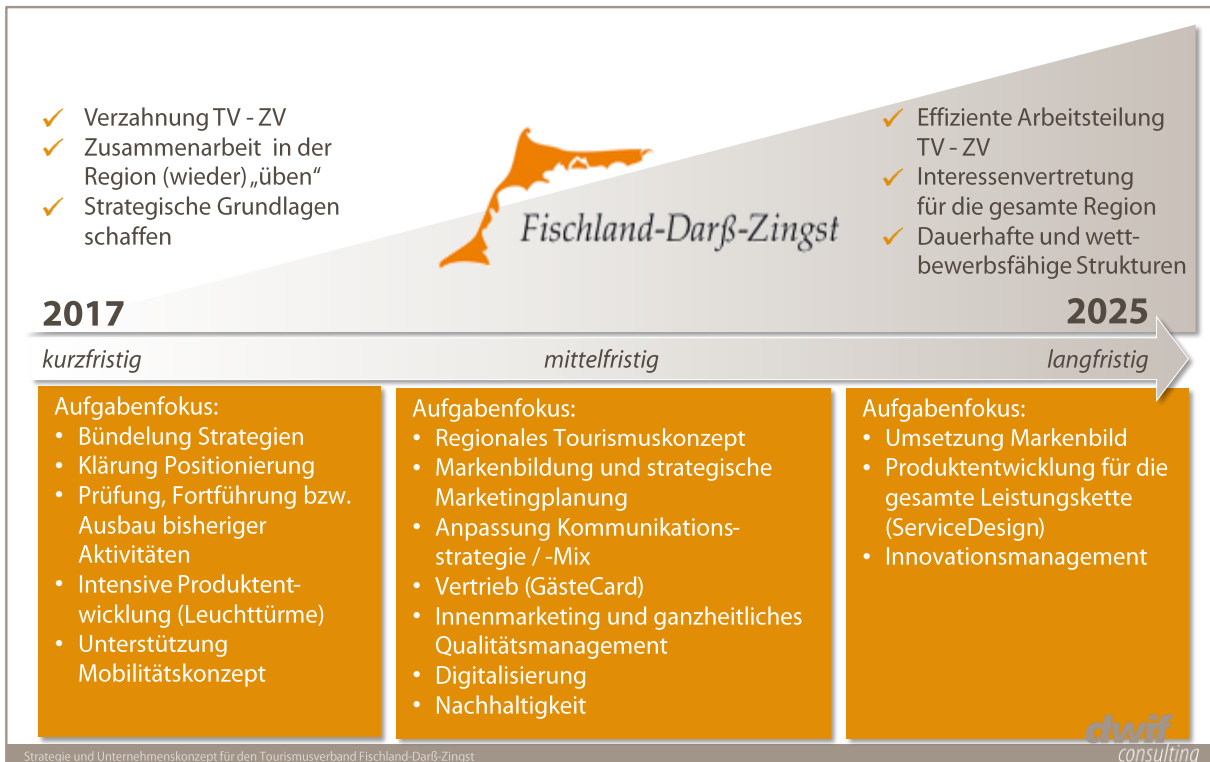 Verzahnung TV - ZV
Zusammenarbeit in der
Region (wieder) „üben“
Strategische Grundlagen
schaffen
Fischland-Darß-Zingst
Effiziente Arbeitsteilung
TV - ZV
Interessenvertretung
für die gesamte Region
Dauerhafte und wett-
bewerbsfähige Strukturen
2017
2025
kurzfristig
mittelfristig
langfristig
Aufgabenfokus:
• Bündelung Strategien
• Klärung Positionierung
• Prüfung, Fortführung bzw.
Ausbau bisheriger
Aktivitäten
• Intensive Produktent-
wicklung (Leuchttürme)
• Unterstützung
Mobilitätskonzept
Aufgabenfokus:
• Regionales Tourismuskonzept
• Markenbildung und strategische
Marketingplanung
• Anpassung Kommunikations-
strategie / -Mix
• Vertrieb (GästeCard)
• Innenmarketing und ganzheitliches
Qualitätsmanagement
• Digitalisierung
• Nachhaltigkeit
Aufgabenfokus:
• Umsetzung Markenbild
• Produktentwicklung für die
gesamte Leistungskette
(ServiceDesign)
• Innovationsmanagement
Strategie und Unternehmenskonzept für den Tourismusverband Fischland-Darß-Zingst
dwif
consulting